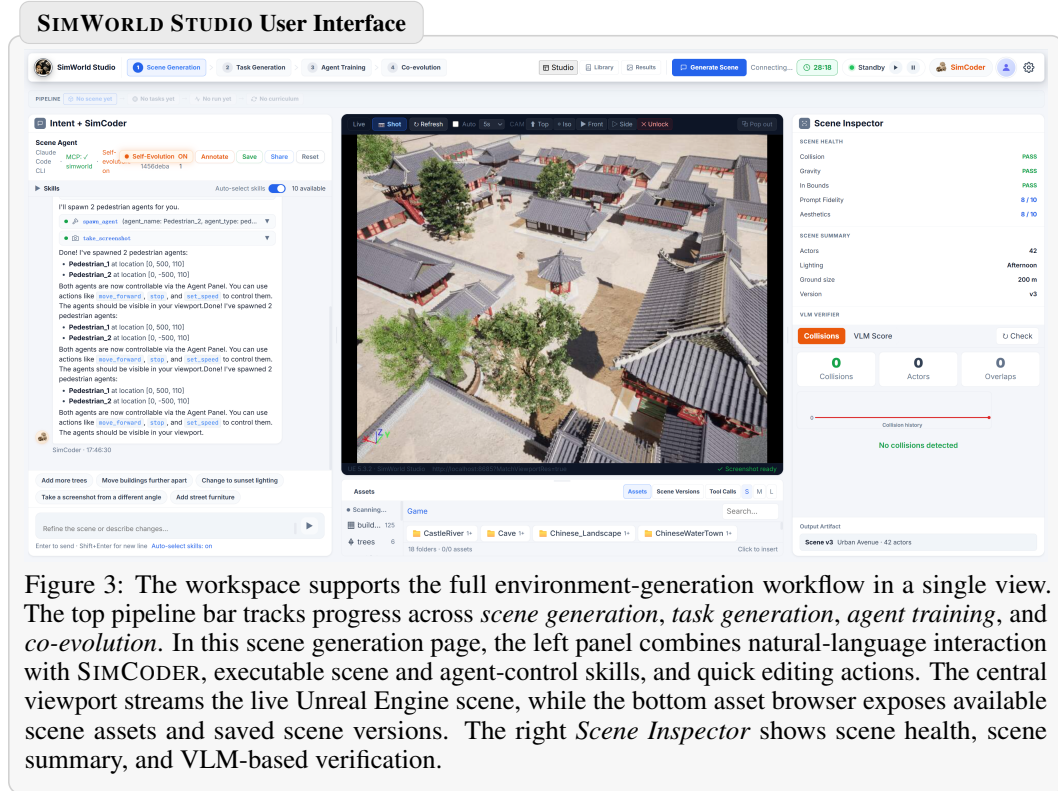 SIMWORLD STUDIO User Interface
SimWorld Studio
1 Scene Generation
2 Task Generation
3 Agent Training
4 Co-evolution
Studio
Library
Results
Generate Scene
Connecting...
28:18
Standby
SimCoder
PIPELINE
No scene yet
No tasks yet
No run yet
No curriculum
Intent + SimCoder
Scene Agent
Claude Code CLI
MCP: ✓ simworld
Self-evolution on
Self-Evolution ON
1456deba
1
Annotate
Save
Share
Reset
Skills
Auto-select skills
10 available
I'll spawn 2 pedestrian agents for you.
spawn_agent (agent_name: Pedestrian_2, agent_type: ped...
take_screenshot
Done! I've spawned 2 pedestrian agents:
• Pedestrian_1 at location [0, 500, 110]
• Pedestrian_2 at location [0, -500, 110]
Both agents are now controllable via the Agent Panel. You can use
actions like move_forward, stop, and set_speed to control them.
The agents should be visible in your viewport.Done! I've spawned 2
pedestrian agents:
• Pedestrian_1 at location [0, 500, 110]
• Pedestrian_2 at location [0, -500, 110]
Both agents are now controllable via the Agent Panel. You can use
actions like move_forward, stop, and set_speed to control them.
The agents should be visible in your viewport.Done! I've spawned 2
pedestrian agents:
• Pedestrian_1 at location [0, 500, 110]
• Pedestrian_2 at location [0, -500, 110]
Both agents are now controllable via the Agent Panel. You can use
actions like move_forward, stop, and set_speed to control them.
The agents should be visible in your viewport.
SimCoder · 17:46:30
Add more trees
Move buildings further apart
Change to sunset lighting
Take a screenshot from a different angle
Add street furniture
Refine the scene or describe changes...
Enter to send · Shift+Enter for new line Auto-select skills: on
Live
Shot
Refresh
Auto
5s
CAM
Top
Iso
Front
Side
Unlock
Pop out
Z
Y
X
SimWorld Studio
✓ Screenshot ready
Assets
Assets
Scene Versions
Tool Calls
S
M
L
Scanning...
Game
Search...
build... 125
trees 6
CastleRiver 1+
Cave 1+
Chinese_Landscape 1+
ChineseWaterTown 1+
18 folders · 0/0 assets
Click to insert
Scene Inspector
SCENE HEALTH
Collision PASS
Gravity PASS
In Bounds PASS
Prompt Fidelity 8 / 10
Aesthetics 8 / 10
SCENE SUMMARY
Actors 42
Lighting Afternoon
Ground size 200 m
Version v3
VLM VERIFIER
Collisions
VLM Score
Check
0
Collisions
0
Actors
0
Overlaps
0
Collision history
No collisions detected
Output Artifact
Scene v3 Urban Avenue · 42 actors
Figure 3: The workspace supports the full environment-generation workflow in a single view.
The top pipeline bar tracks progress across scene generation, task generation, agent training, and
co-evolution. In this scene generation page, the left panel combines natural-language interaction
with SIMCODER, executable scene and agent-control skills, and quick editing actions. The central
viewport streams the live Unreal Engine scene, while the bottom asset browser exposes available
scene assets and saved scene versions. The right Scene Inspector shows scene health, scene
summary, and VLM-based verification.